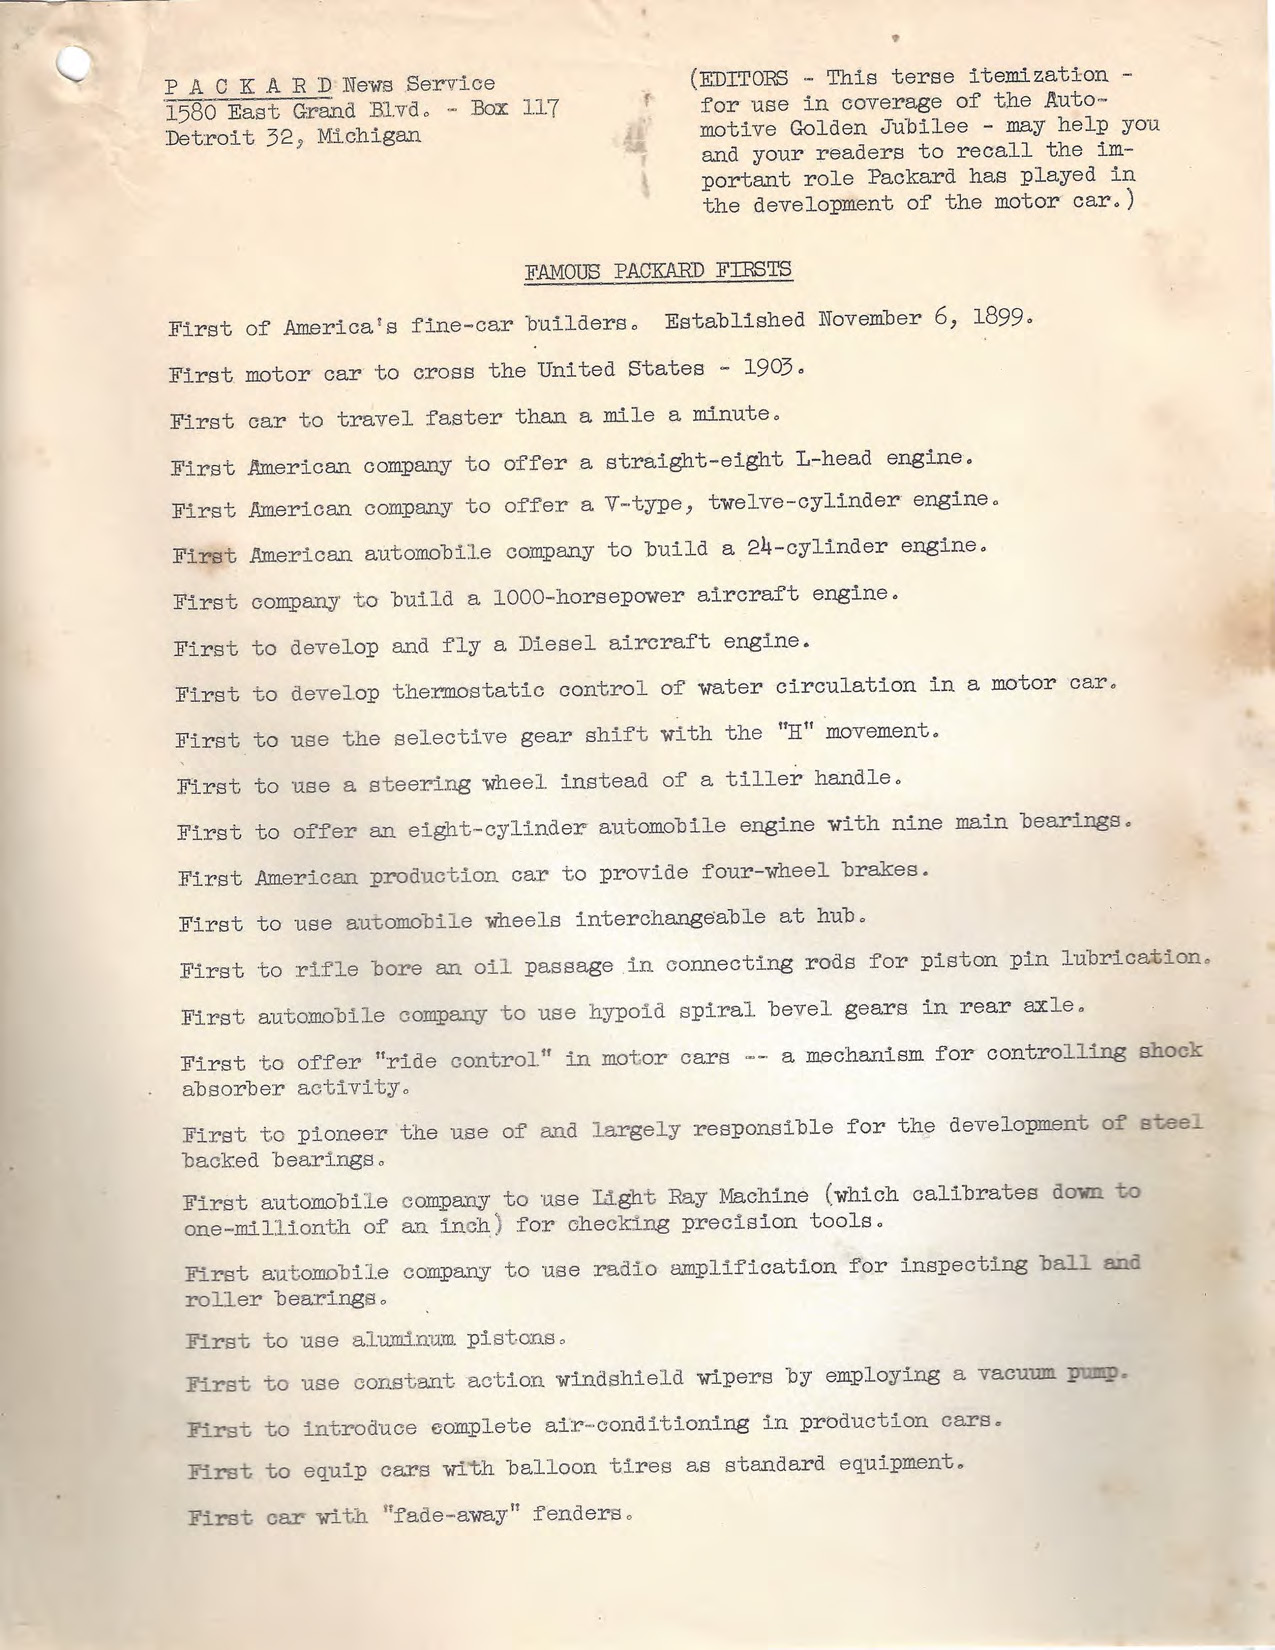 P A C K A R D News Service
1580 East Grand Blvd. - Box 117
Detroit 32, Michigan
(EDITORS - This terse itemization -
for use in coverage of the Auto-
motive Golden Jubilee - may help you
and your readers to recall the im-
portant role Packard has played in
the development of the motor car.)
FAMOUS PACKARD FIRSTS
First of America's fine-car builders. Established November 6, 1899.
First motor car to cross the United States - 1903.
First car to travel faster than a mile a minute.
First American company to offer a straight-eight L-head engine.
First American company to offer a V-type, twelve-cylinder engine.
First American automobile company to build a 24-cylinder engine.
First company to build a 1000-horsepower aircraft engine.
First to develop and fly a Diesel aircraft engine.
First to develop thermostatic control of water circulation in a motor car.
First to use the selective gear shift with the "H" movement.
First to use a steering wheel instead of a tiller handle.
First to offer an eight-cylinder automobile engine with nine main bearings.
First American production car to provide four-wheel brakes.
First to use automobile wheels interchangeable at hub.
First to rifle bore an oil passage in connecting rods for piston pin lubrication.
First automobile company to use hypoid spiral bevel gears in rear axle.
First to offer "ride control" in motor cars -- a mechanism for controlling shock
absorber activity.
First to pioneer the use of and largely responsible for the development of steel
backed bearings.
First automobile company to use Light Ray Machine (which calibrates down to
one-millionth of an inch) for checking precision tools.
First automobile company to use radio amplification for inspecting ball and
roller bearings.
First to use aluminum pistons.
First to use constant action windshield wipers by employing a vacuum pump.
First to introduce complete air-conditioning in production cars.
First to equip cars with balloon tires as standard equipment.
First car with "fade-away" fenders.